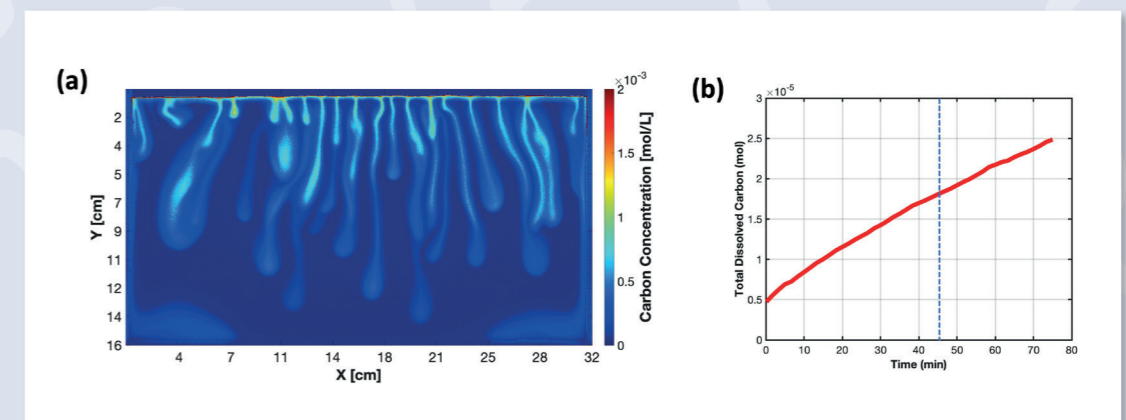 (a)
×10⁻³
2
1.5
1
0.5
0
Carbon Concentration [mol/L]
Y [cm]
2
4
5
7
9
11
12
14
16
4 7 11 14 18 21 25 28 32
X [cm]
(b)
×10⁻⁵
3
2.5
2
1.5
1
0.5
0
Total Dissolved Carbon (mol)
0 10 20 30 40 50 60 70 80
Time (min)